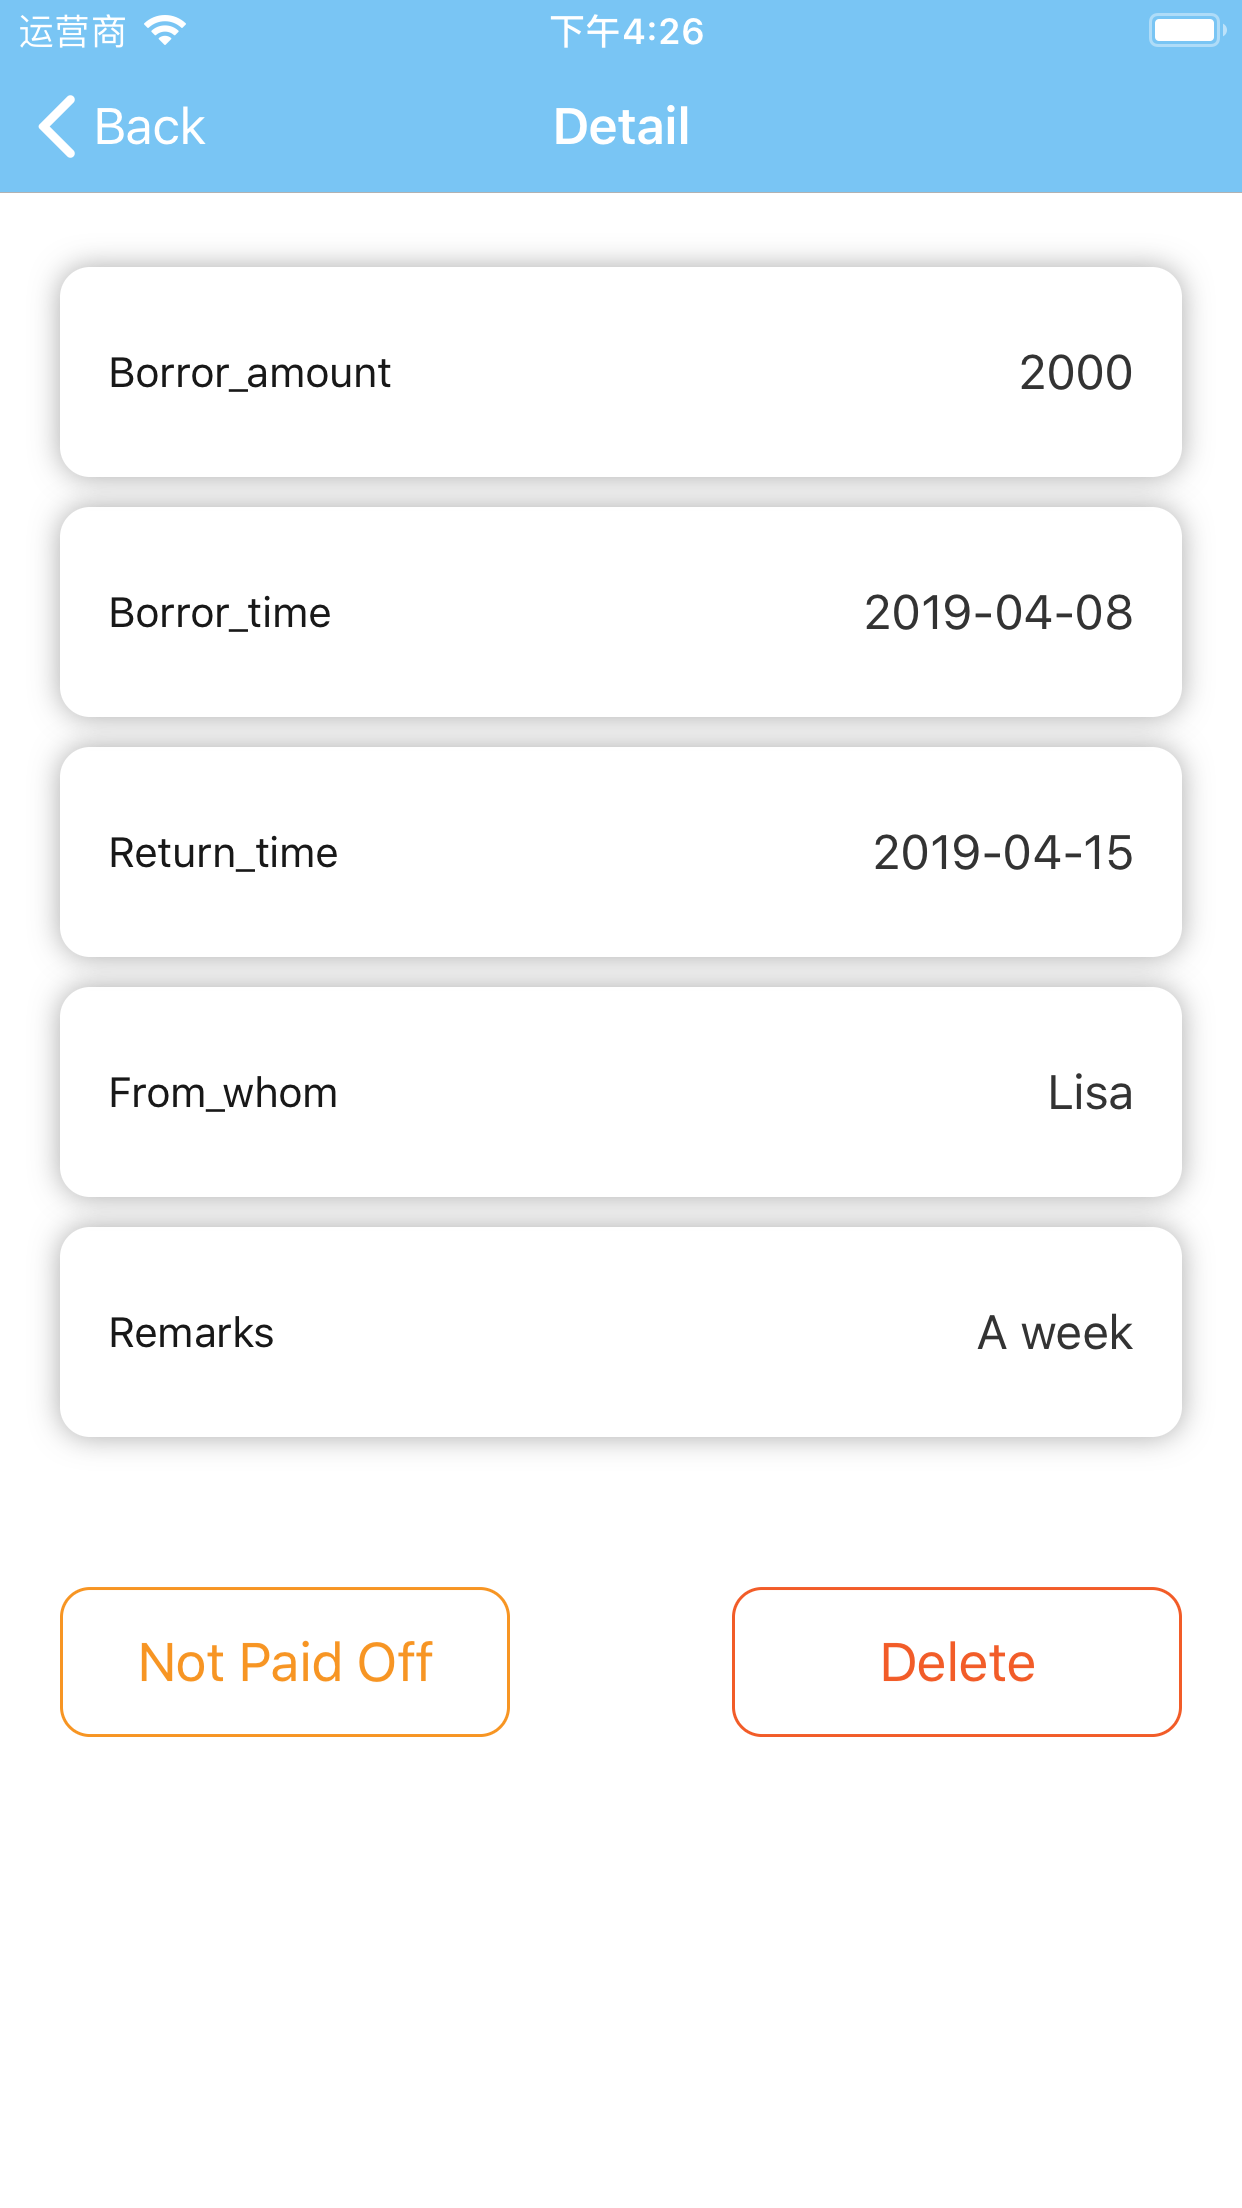 运营商 下午4:26
Back Detail
Borror_amount 2000
Borror_time 2019-04-08
Return_time 2019-04-15
From_whom Lisa
Remarks A week
Not Paid Off Delete